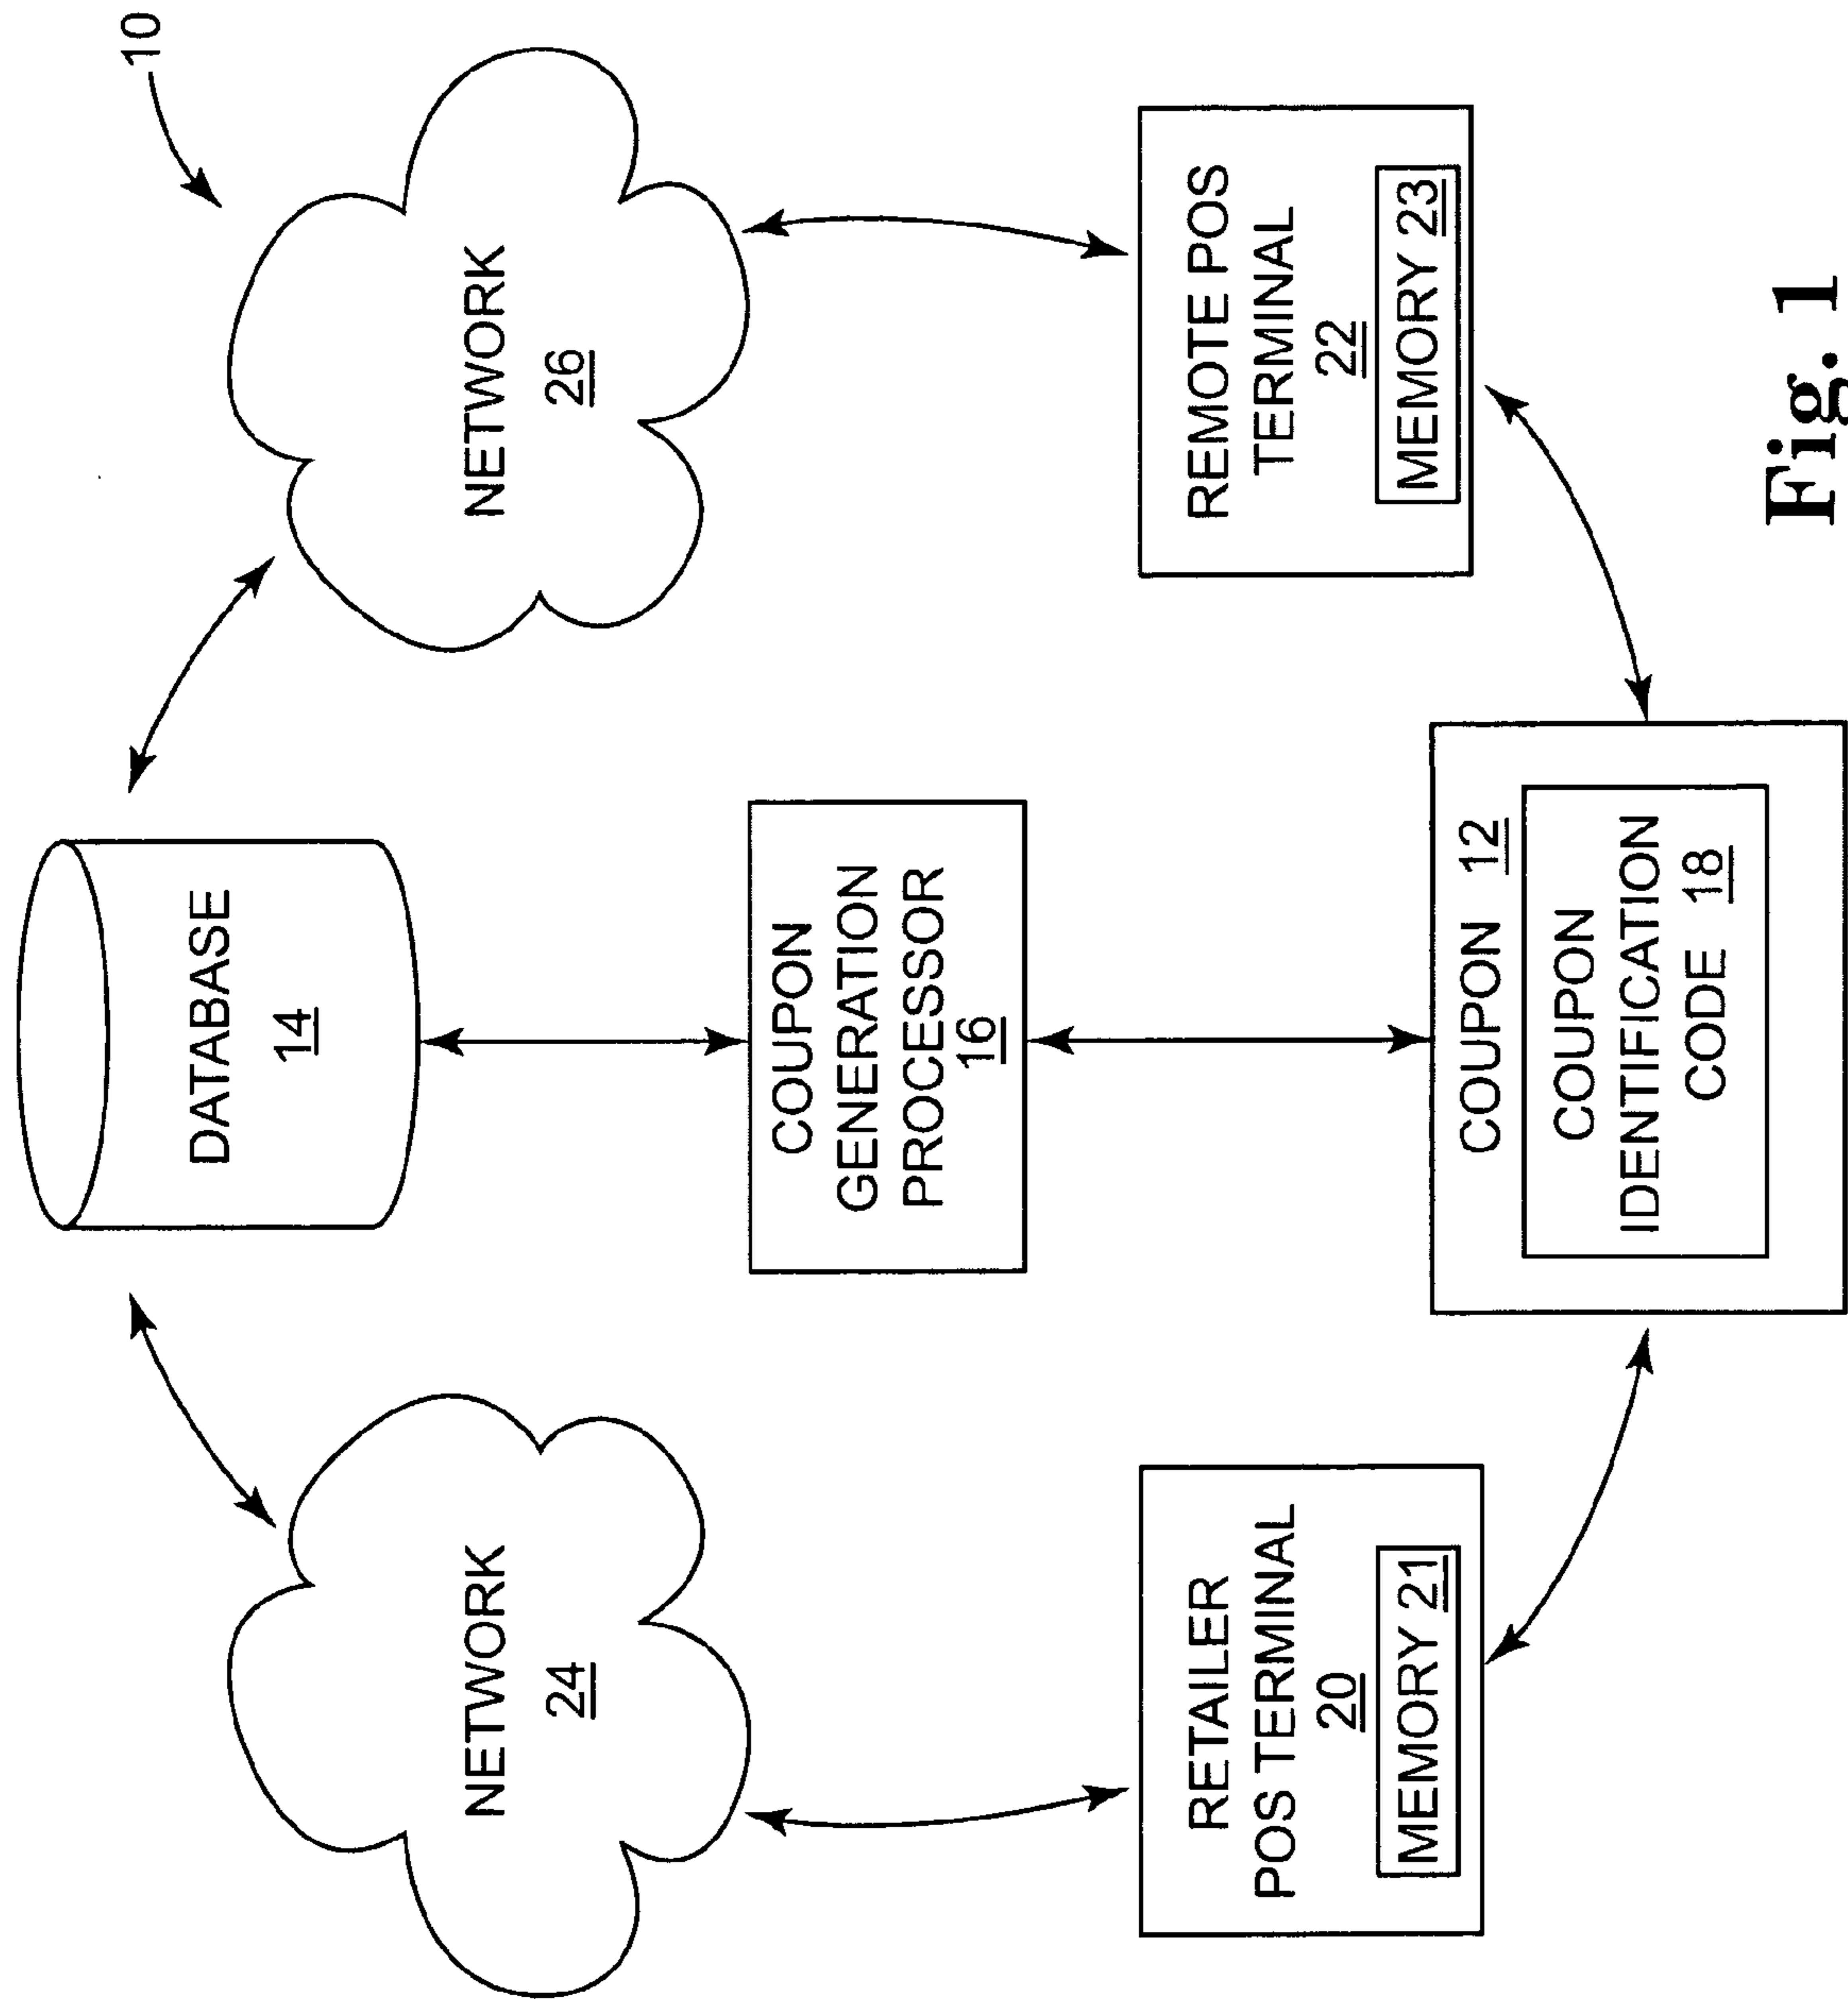 10
DATABASE
14
NETWORK
24
NETWORK
26
COUPON
GENERATION
PROCESSOR
16
RETAILER
POS TERMINAL
20
MEMORY 21
REMOTE POS
TERMINAL
22
MEMORY 23
COUPON 12
COUPON
IDENTIFICATION
CODE 18
Fig. 1